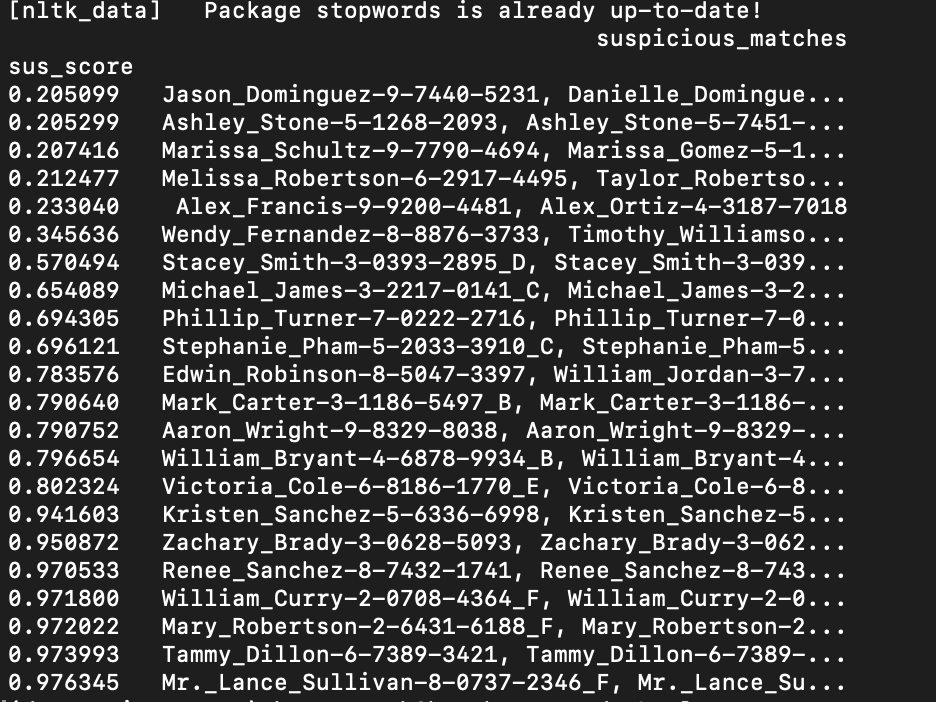 [nltk_data]   Package stopwords is already up-to-date!
suspicious_matches
sus_score
0.205099   Jason_Dominguez-9-7440-5231, Danielle_Domingue...
0.205299   Ashley_Stone-5-1268-2093, Ashley_Stone-5-7451-...
0.207416   Marissa_Schultz-9-7790-4694, Marissa_Gomez-5-1...
0.212477   Melissa_Robertson-6-2917-4495, Taylor_Robertso...
0.233040    Alex_Francis-9-9200-4481, Alex_Ortiz-4-3187-7018
0.345636   Wendy_Fernandez-8-8876-3733, Timothy_Williamso...
0.570494   Stacey_Smith-3-0393-2895_D, Stacey_Smith-3-039...
0.654089   Michael_James-3-2217-0141_C, Michael_James-3-2...
0.694305   Phillip_Turner-7-0222-2716, Phillip_Turner-7-0...
0.696121   Stephanie_Pham-5-2033-3910_C, Stephanie_Pham-5...
0.783576   Edwin_Robinson-8-5047-3397, William_Jordan-3-7...
0.790640   Mark_Carter-3-1186-5497_B, Mark_Carter-3-1186-...
0.790752   Aaron_Wright-9-8329-8038, Aaron_Wright-9-8329-...
0.796654   William_Bryant-4-6878-9934_B, William_Bryant-4...
0.802324   Victoria_Cole-6-8186-1770_E, Victoria_Cole-6-8...
0.941603   Kristen_Sanchez-5-6336-6998, Kristen_Sanchez-5...
0.950872   Zachary_Brady-3-0628-5093, Zachary_Brady-3-062...
0.970533   Renee_Sanchez-8-7432-1741, Renee_Sanchez-8-743...
0.971800   William_Curry-2-0708-4364_F, William_Curry-2-0...
0.972022   Mary_Robertson-2-6431-6188_F, Mary_Robertson-2...
0.973993   Tammy_Dillon-6-7389-3421, Tammy_Dillon-6-7389-...
0.976345   Mr._Lance_Sullivan-8-0737-2346_F, Mr._Lance_Su...